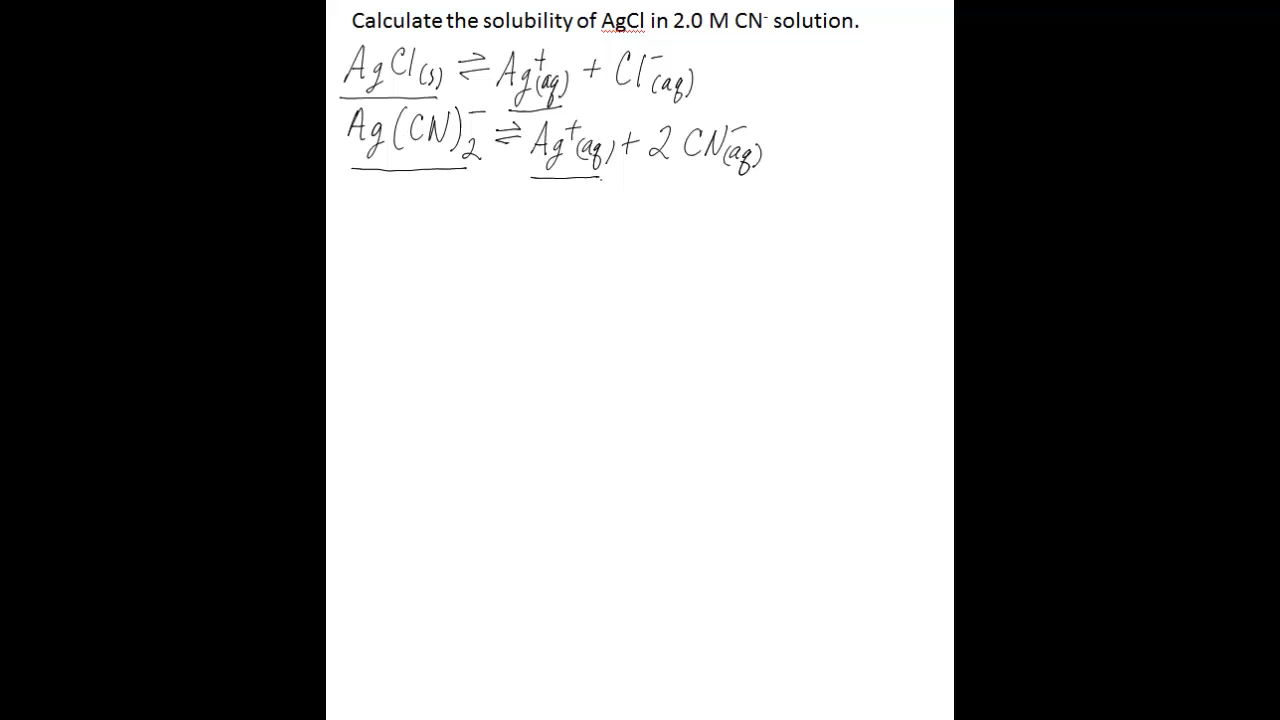 Calculate the solubility of AgCl in 2.0 M CN⁻ solution.
AgCl(s) ⇌ Ag⁺(aq) + Cl⁻(aq)
Ag(CN)₂⁻ ⇌ Ag⁺(aq) + 2 CN⁻(aq)